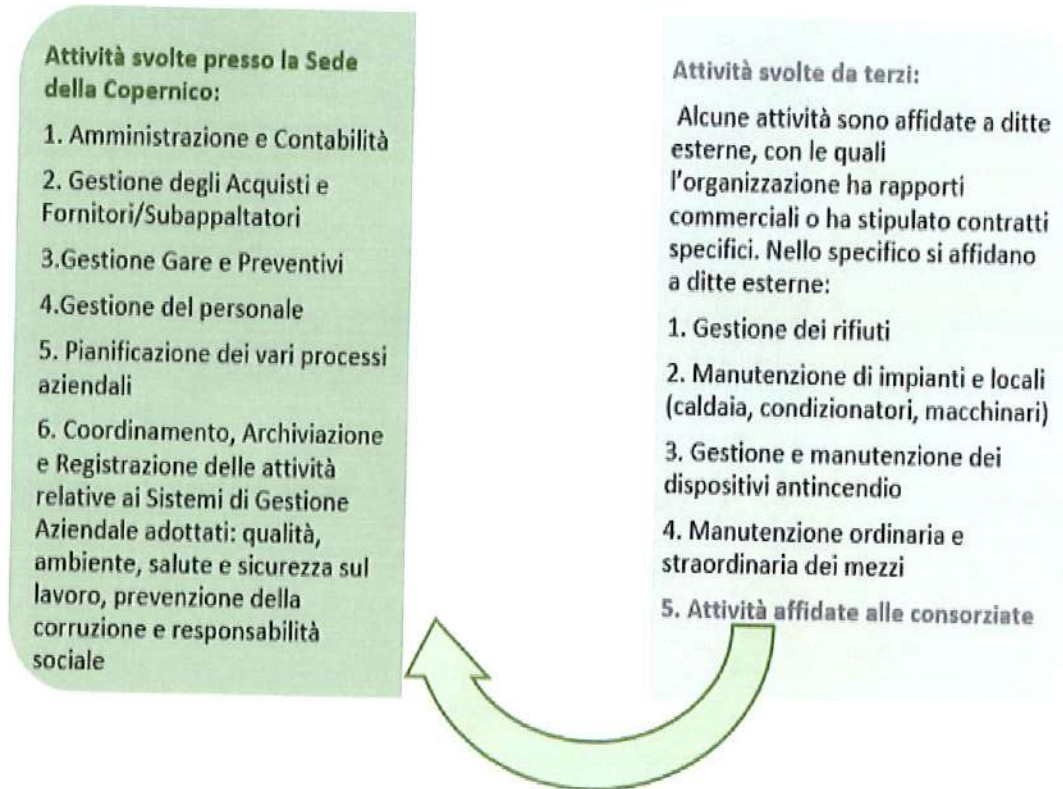 Attività svolte presso la Sede
della Copernico:
1. Amministrazione e Contabilità
2. Gestione degli Acquisti e
Fornitori/Subappaltatori
3.Gestione Gare e Preventivi
4.Gestione del personale
5. Pianificazione dei vari processi
aziendali
6. Coordinamento, Archiviazione
e Registrazione delle attività
relative ai Sistemi di Gestione
Aziendale adottati: qualità,
ambiente, salute e sicurezza sul
lavoro, prevenzione della
corruzione e responsabilità
sociale
Attività svolte da terzi:
Alcune attività sono affidate a ditte
esterne, con le quali
l'organizzazione ha rapporti
commerciali o ha stipulato contratti
specifici. Nello specifico si affidano
a ditte esterne:
1. Gestione dei rifiuti
2. Manutenzione di impianti e locali
(caldaia, condizionatori, macchinari)
3. Gestione e manutenzione dei
dispositivi antincendio
4. Manutenzione ordinaria e
straordinaria dei mezzi
5. Attività affidate alle consorziate